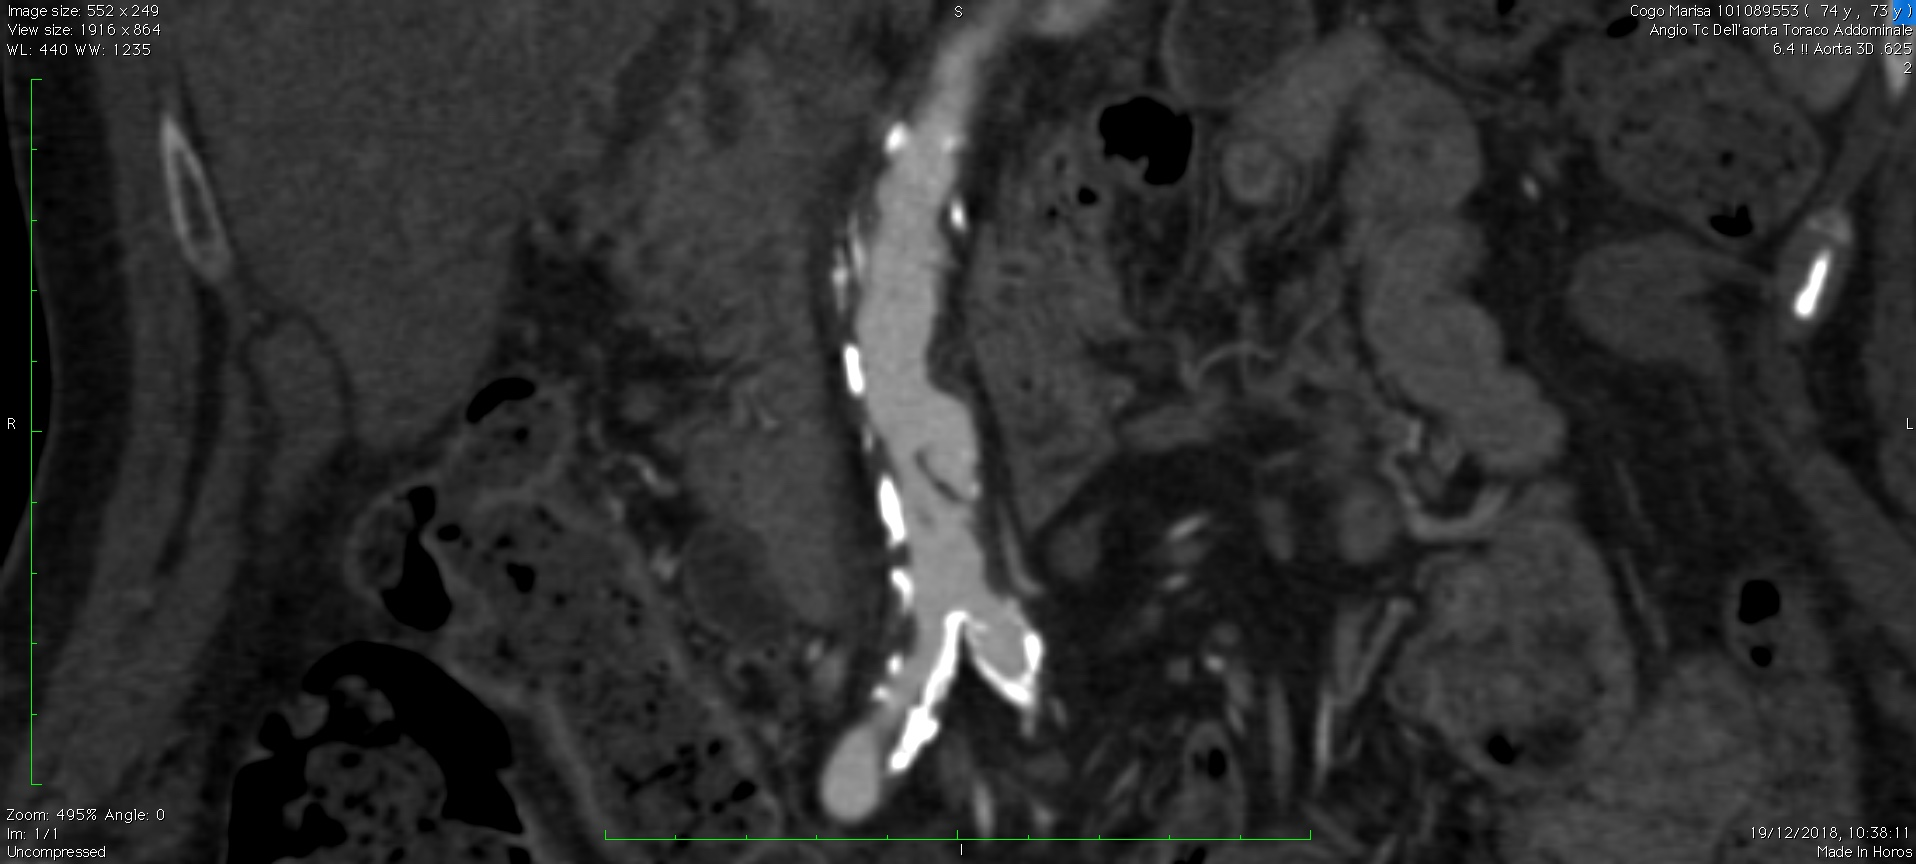 Image size: 552 x 249
View size: 1916 x 864
WL: 440 WW: 1235
S
Cogo Marisa 101089553 ( 74 y , 73 y )
Angio Tc Dell'aorta Toraco Addominale
6.4 !! Aorta 3D .625
2
R
L
Zoom: 495% Angle: 0
Im: 1/1
Uncompressed
I
19/12/2018, 10:38:11
Made In Horos